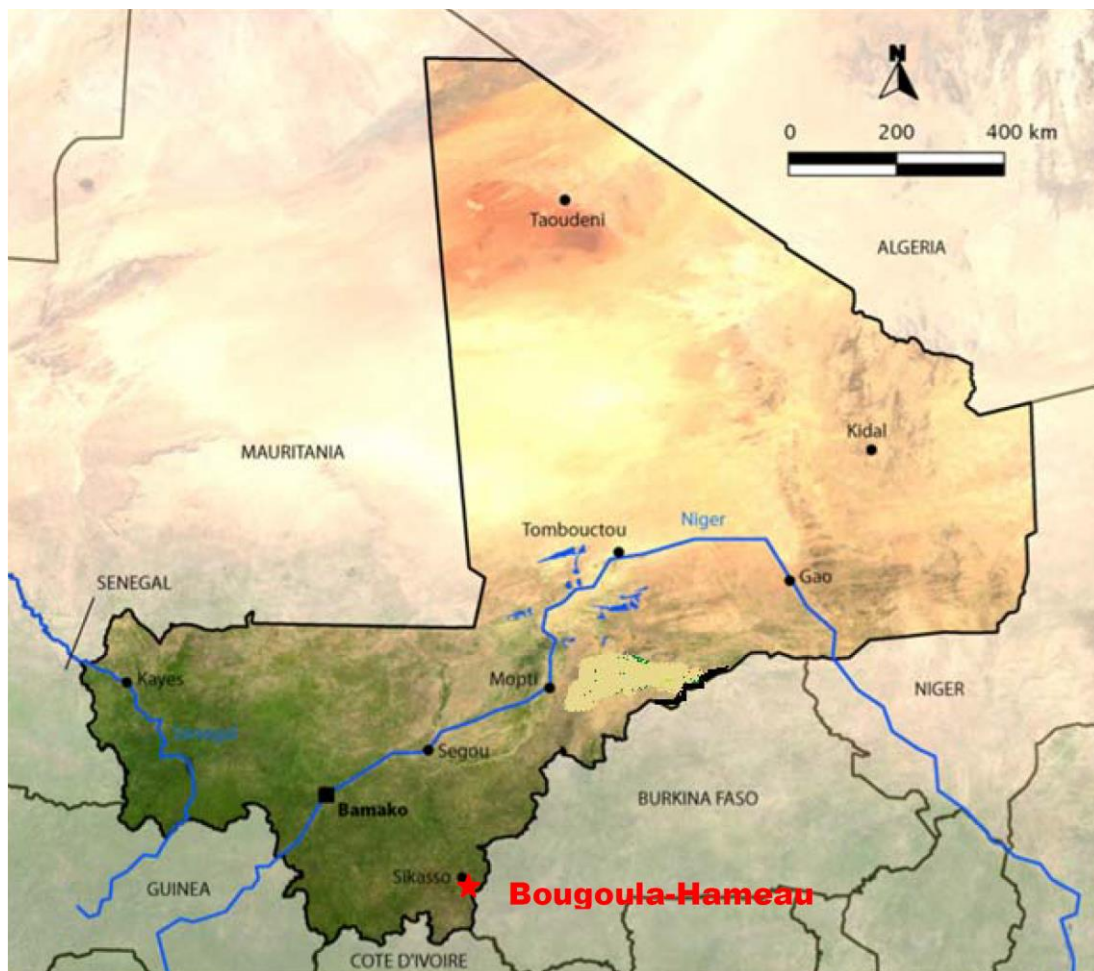 N
0 200 400 km
Taoudeni
ALGERIA
Kidal
MAURITANIA
Tombouctou
Niger
Gao
SENEGAL
Kayes
Mopti
NIGER
Senegal
Segou
BURKINA FASO
Bamako
Sikasso
Bougoula-Hameau
GUINEA
COTE D'IVOIRE